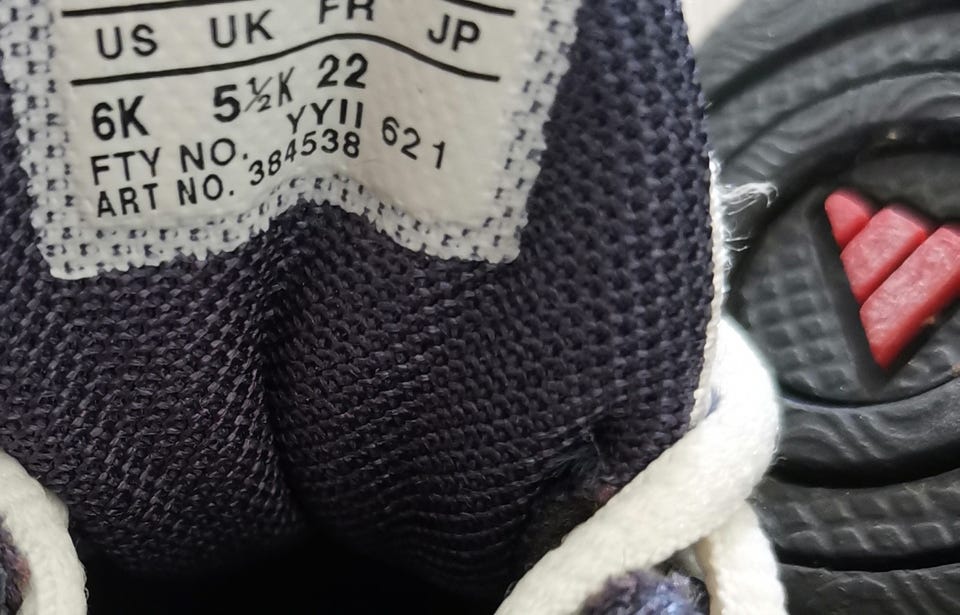 US UK FR JP
6K 5½K 22
FTY NO. YYII 621
ART NO. 384538